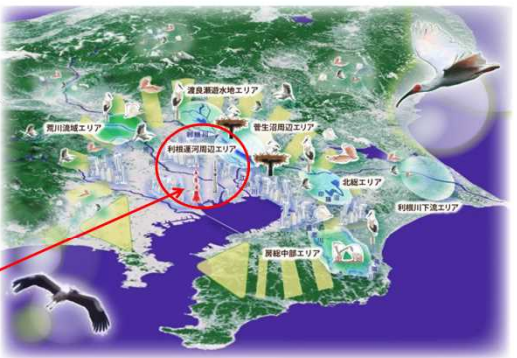 渡良瀬遊水地エリア
荒川流域エリア
菅生沼周辺エリア
利根運河周辺エリア
北総エリア
利根川下流エリア
房総中部エリア